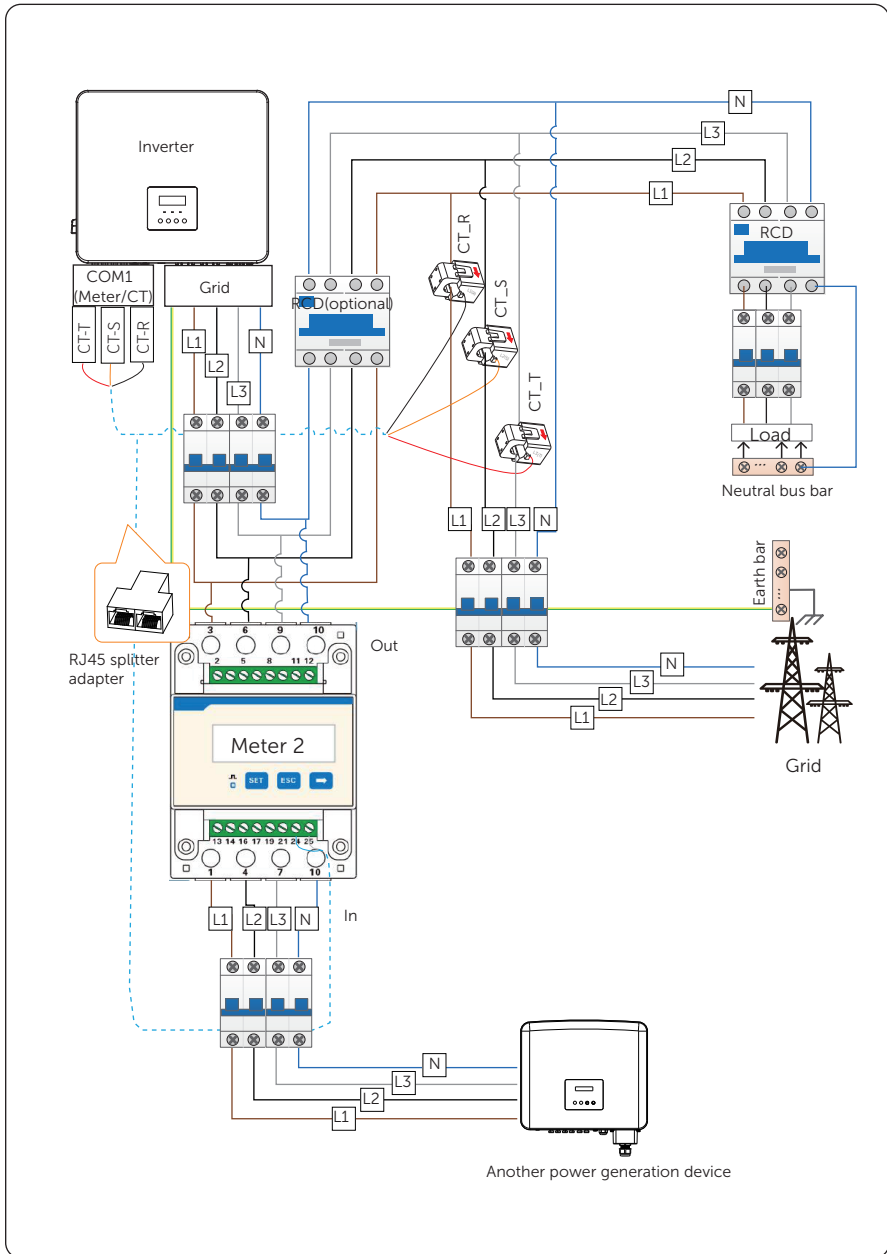 Inverter
COM1
(Meter/CT)
Grid
CT-T
CT-S
CT-R
L1
L2
L3
N
RCD(optional)
CT_R
CT_S
CT_T
N
L3
L2
L1
RCD
Load
Neutral bus bar
L1
L2
L3
N
Earth bar
N
L3
L2
L1
Grid
RJ45 splitter
adapter
Out
3 6 9 10
2 5 8 11 12
Meter 2
SET ESC
13 14 16 17 19 21 24 25
1 4 7 10
In
L1
L2
L3
N
N
L3
L2
L1
Another power generation device